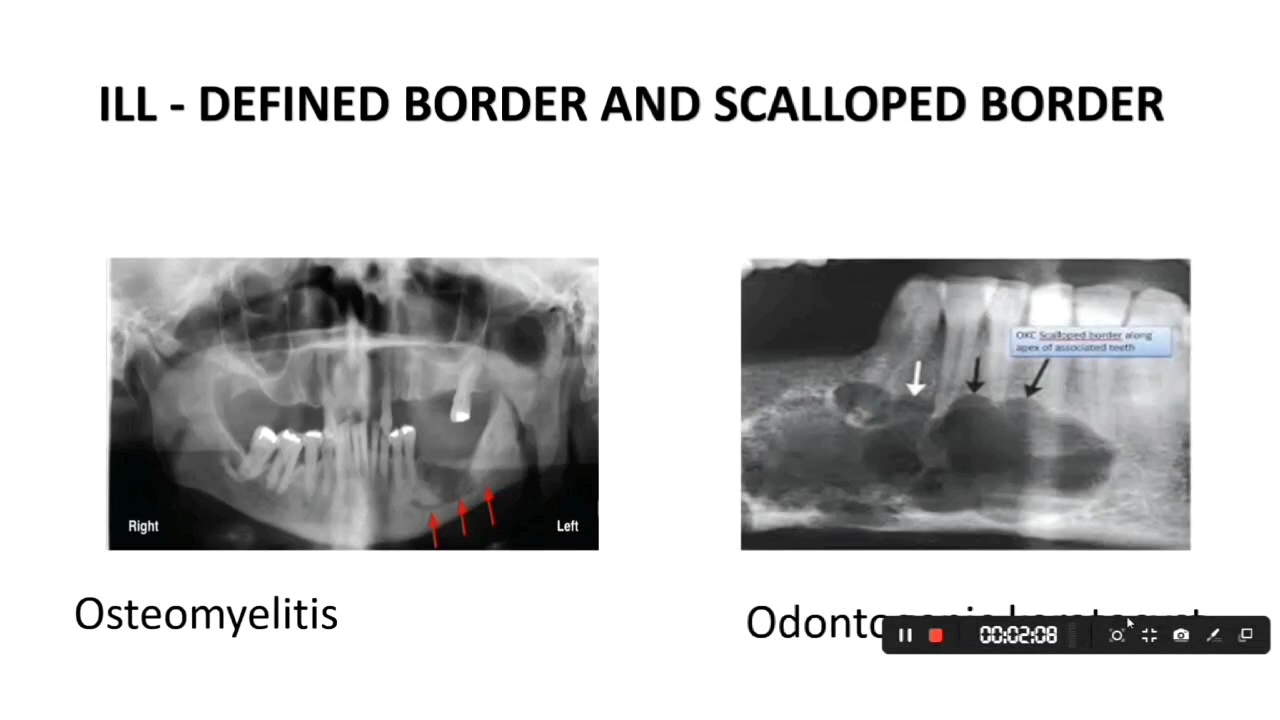 ILL - DEFINED BORDER AND SCALLOPED BORDER
OKC Scalloped border along
apex of associated teeth
Right
Left
Osteomyelitis
00:02:08